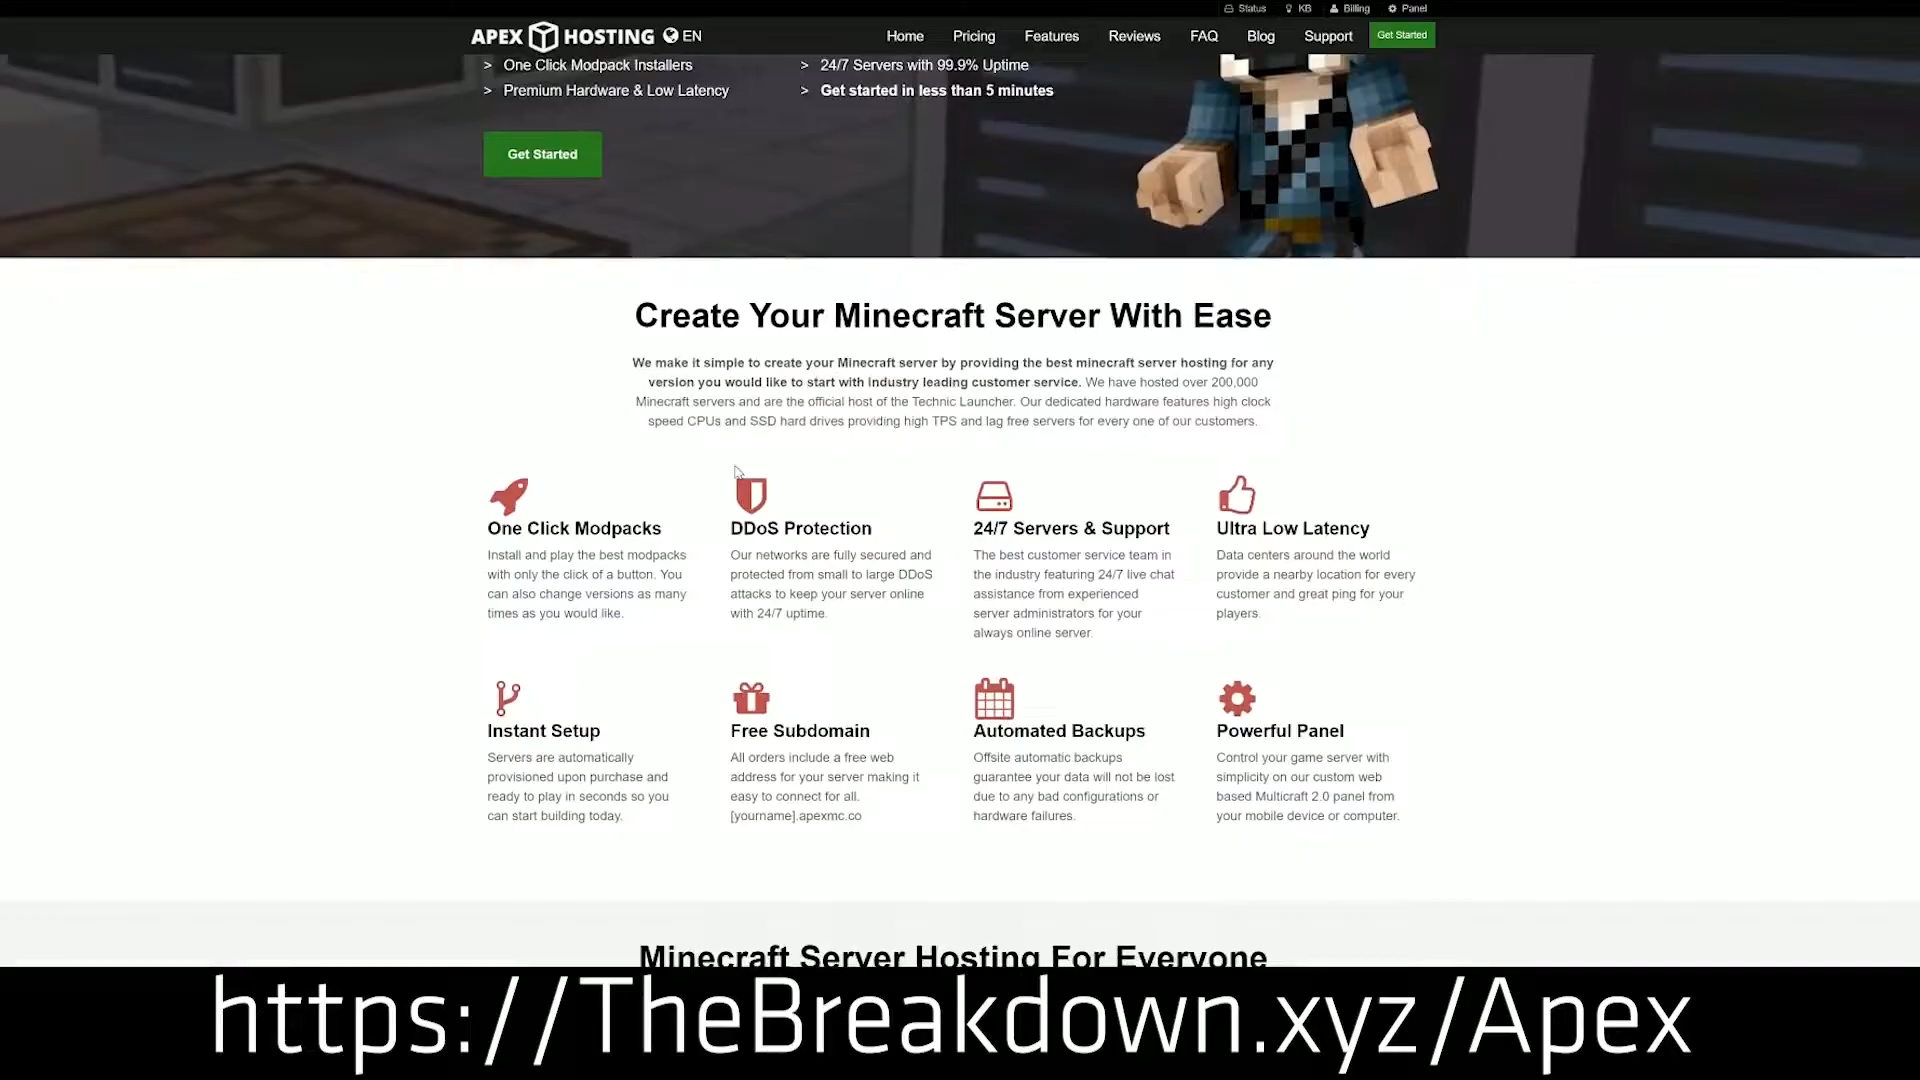 Status KB Billing Panel
APEX HOSTING EN Home Pricing Features Reviews FAQ Blog Support Get Started
> One Click Modpack Installers > 24/7 Servers with 99.9% Uptime
> Premium Hardware & Low Latency > Get started in less than 5 minutes
Get Started
Create Your Minecraft Server With Ease
We make it simple to create your Minecraft server by providing the best minecraft server hosting for any
version you would like to start with industry leading customer service. We have hosted over 200,000
Minecraft servers and are the official host of the Technic Launcher. Our dedicated hardware features high clock
speed CPUs and SSD hard drives providing high TPS and lag free servers for every one of our customers.
One Click Modpacks
Install and play the best modpacks
with only the click of a button. You
can also change versions as many
times as you would like.
DDoS Protection
Our networks are fully secured and
protected from small to large DDoS
attacks to keep your server online
with 24/7 uptime.
24/7 Servers & Support
The best customer service team in
the industry featuring 24/7 live chat
assistance from experienced
server administrators for your
always online server.
Ultra Low Latency
Data centers around the world
provide a nearby location for every
customer and great ping for your
players.
Instant Setup
Servers are automatically
provisioned upon purchase and
ready to play in seconds so you
can start building today.
Free Subdomain
All orders include a free web
address for your server making it
easy to connect for all.
[yourname].apexmc.co
Automated Backups
Offsite automatic backups
guarantee your data will not be lost
due to any bad configurations or
hardware failures.
Powerful Panel
Control your game server with
simplicity on our custom web
based Multicraft 2.0 panel from
your mobile device or computer.
Minecraft Server Hosting For Everyone
https://TheBreakdown.xyz/Apex